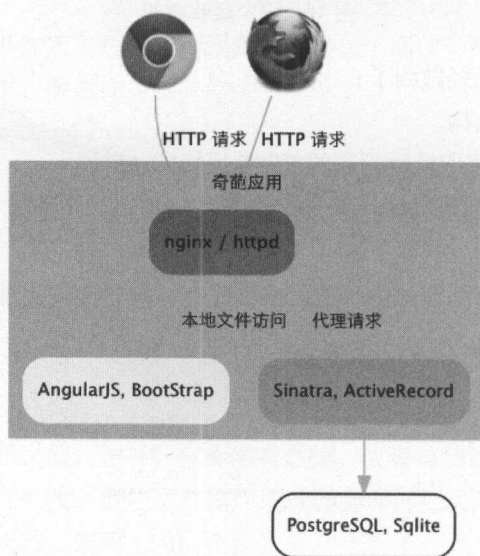 HTTP 请求 HTTP 请求
奇葩应用
nginx / httpd
本地文件访问 代理请求
AngularJS, BootStrap Sinatra, ActiveRecord
PostgreSQL, Sqlite